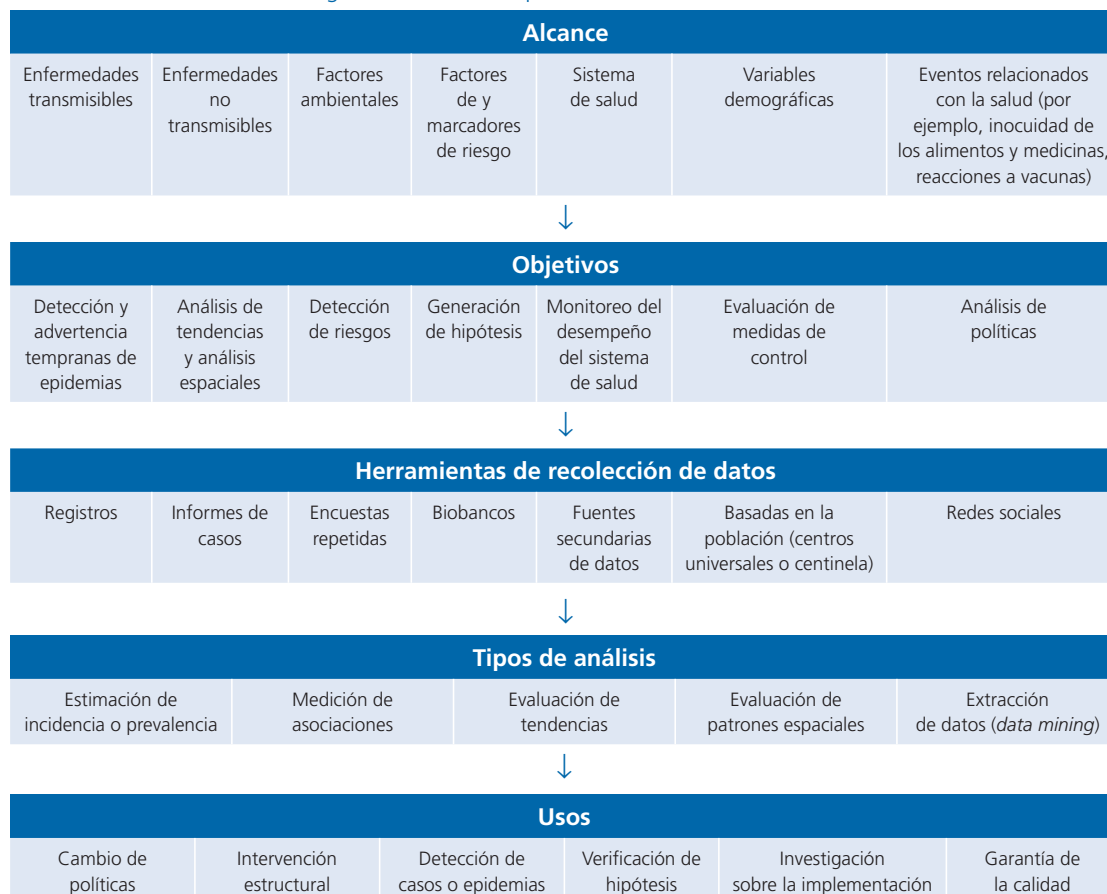 Alcance
Enfermedades
transmisibles
Enfermedades
no
transmisibles
Factores
ambientales
Factores
de y
marcadores
de riesgo
Sistema
de salud
Variables
demográficas
Eventos relacionados
con la salud (por
ejemplo, inocuidad de
los alimentos y medicinas,
reacciones a vacunas)
↓
Objetivos
Detección y
advertencia
tempranas de
epidemias
Análisis de
tendencias
y análisis
espaciales
Detección
de riesgos
Generación
de hipótesis
Monitoreo del
desempeño
del sistema
de salud
Evaluación de
medidas de
control
Análisis de
políticas
↓
Herramientas de recolección de datos
Registros
Informes de
casos
Encuestas
repetidas
Biobancos
Fuentes
secundarias
de datos
Basadas en la
población (centros
universales o centinela)
Redes sociales
↓
Tipos de análisis
Estimación de
incidencia o prevalencia
Medición de
asociaciones
Evaluación de
tendencias
Evaluación de
patrones espaciales
Extracción
de datos (data mining)
↓
Usos
Cambio de
políticas
Intervención
estructural
Detección de
casos o epidemias
Verificación de
hipótesis
Investigación
sobre la implementación
Garantía de
la calidad